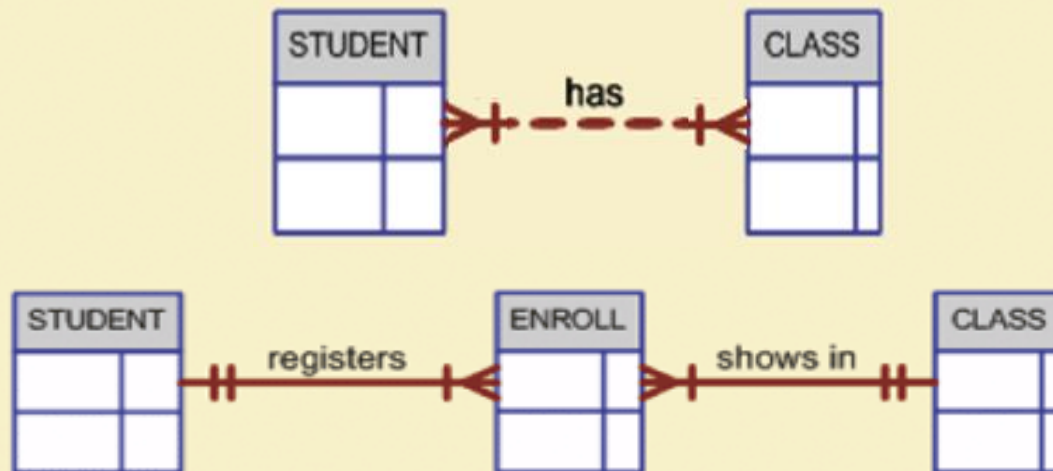 STUDENT
has
CLASS
STUDENT
registers
ENROLL
shows in
CLASS